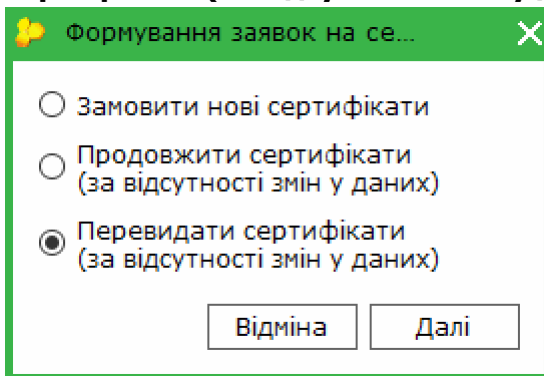 Формування заявок на се...
Замовити нові сертифікати
Продовжити сертифікати
(за відсутності змін у даних)
Перевидати сертифікати
(за відсутності змін у даних)
Відміна Далі